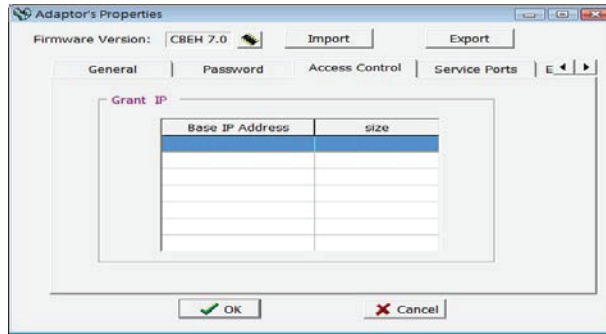 Adaptor's Properties
Firmware Version: CBEH 7.0 Import Export
General Password Access Control Service Ports E
Grant IP
Base IP Address size
OK Cancel